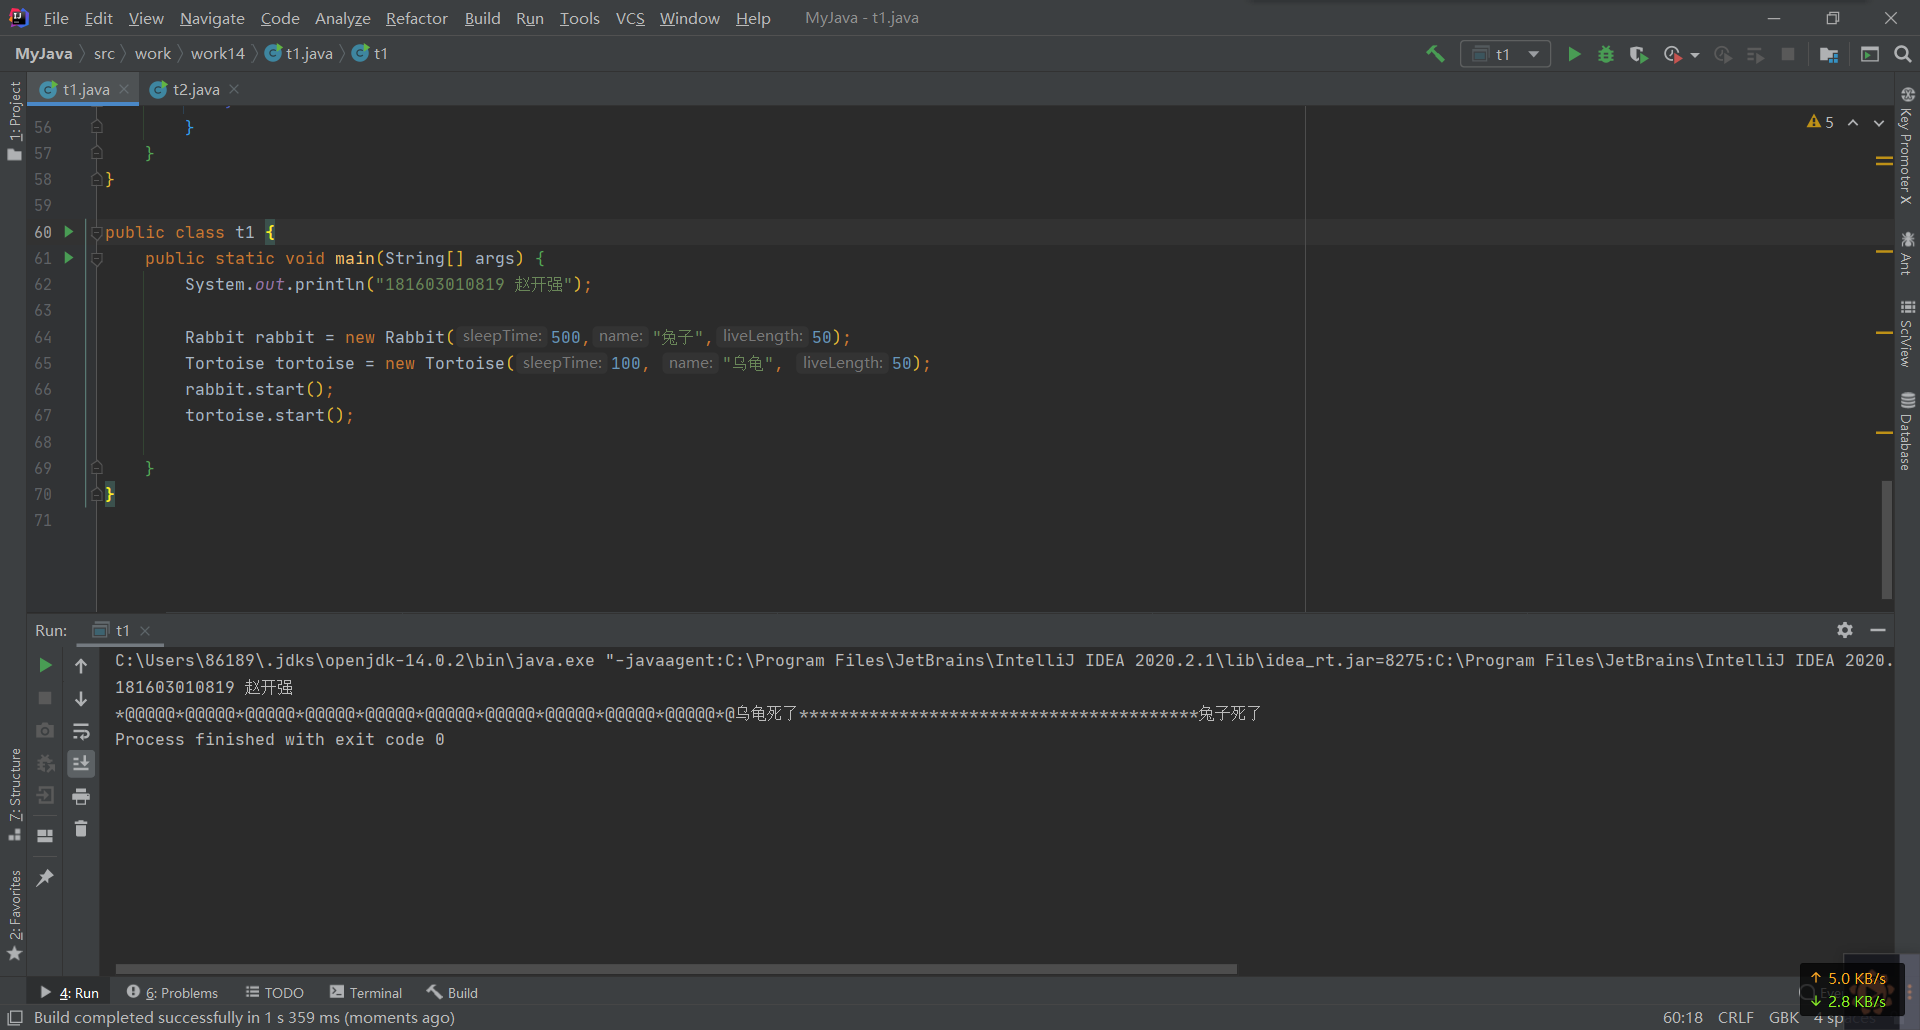 File Edit View Navigate Code Analyze Refactor Build Run Tools VCS Window Help MyJava - t1.java
MyJava src work work14 t1.java t1
t1
t1.java t2.java
1: Project
56 }
57 }
58 }
59
60 public class t1 {
61 public static void main(String[] args) {
62 System.out.println("181603010819 赵开强");
63
64 Rabbit rabbit = new Rabbit( sleepTime: 500, name: "兔子", liveLength: 50);
65 Tortoise tortoise = new Tortoise( sleepTime: 100, name: "乌龟", liveLength: 50);
66 rabbit.start();
67 tortoise.start();
68
69 }
70 }
71
5
Key Promoter X
Ant
SciView
Database
Run: t1
C:\Users\86189\.jdks\openjdk-14.0.2\bin\java.exe "-javaagent:C:\Program Files\JetBrains\IntelliJ IDEA 2020.2.1\lib\idea_rt.jar=8275:C:\Program Files\JetBrains\IntelliJ IDEA 2020.
181603010819 赵开强
*@@@@@*@@@@@*@@@@@*@@@@@*@@@@@*@@@@@*@@@@@*@@@@@*@@@@@*@@@@@*@乌龟死了****************************************兔子死了
Process finished with exit code 0
7: Structure
2: Favorites
4: Run 6: Problems TODO Terminal Build
↑ 5.0 KB/s
↓ 2.8 KB/s
Build completed successfully in 1 s 359 ms (moments ago)
60:18 CRLF GBK 4 sp